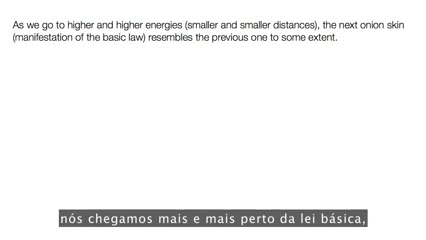 As we go to higher and higher energies (smaller and smaller distances), the next onion skin
(manifestation of the basic law) resembles the previous one to some extent.
nós chegamos mais e mais perto da lei básica,